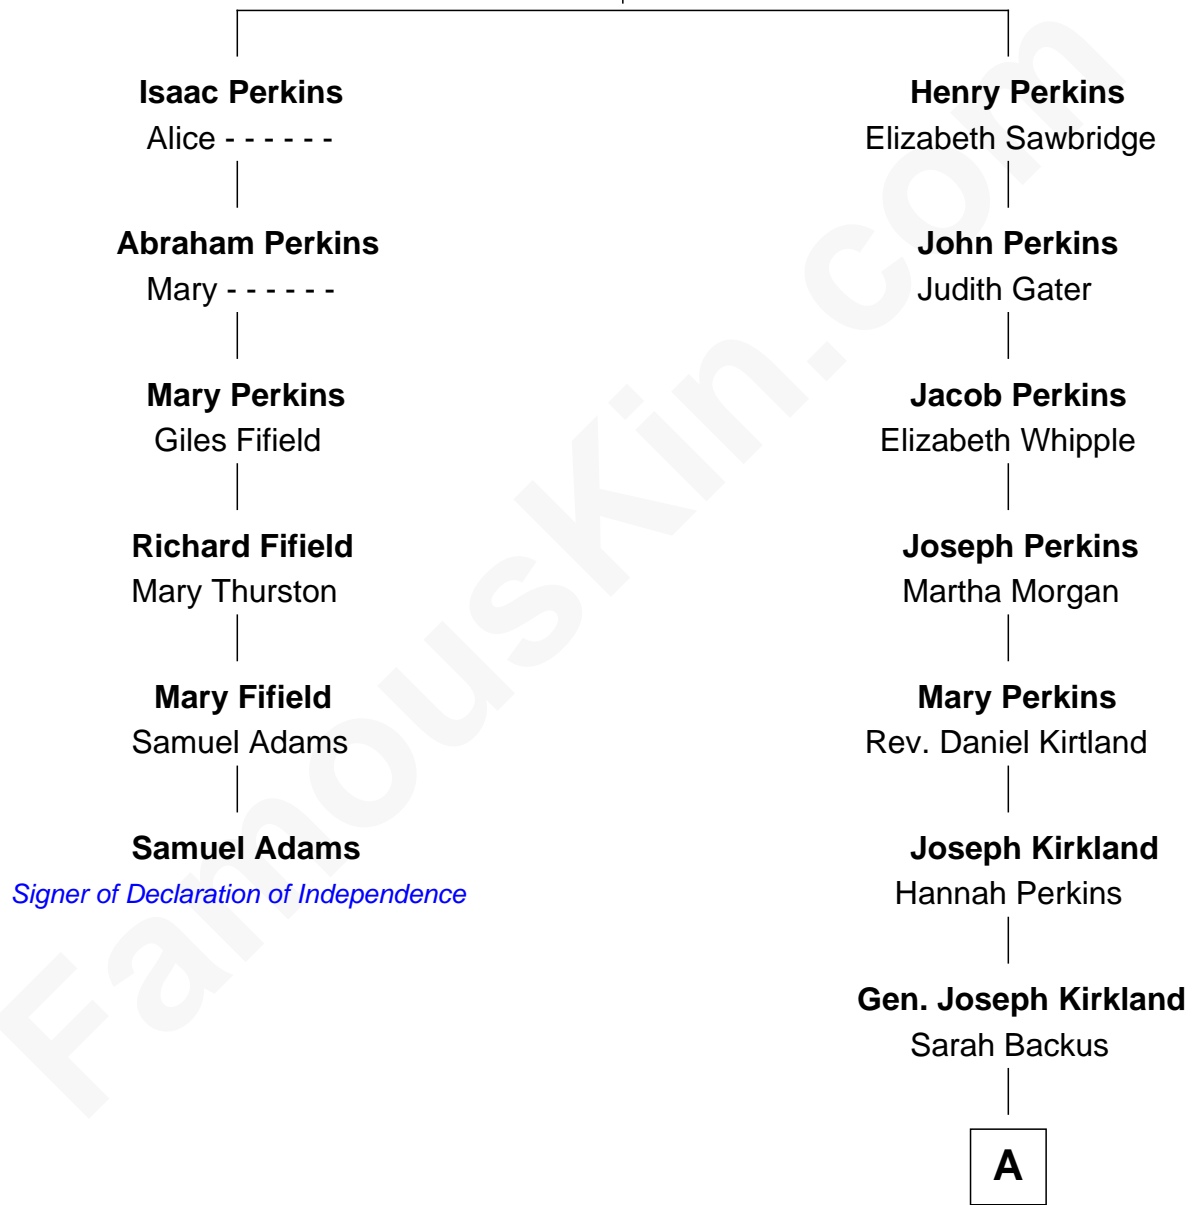 Isaac Perkins
Alice - - - - - -
Henry Perkins
Elizabeth Sawbridge
Abraham Perkins
Mary - - - - - -
John Perkins
Judith Gater
Mary Perkins
Giles Fifield
Jacob Perkins
Elizabeth Whipple
Richard Fifield
Mary Thurston
Joseph Perkins
Martha Morgan
Mary Fifield
Samuel Adams
Mary Perkins
Rev. Daniel Kirtland
Samuel Adams
Signer of Declaration of Independence
Joseph Kirkland
Hannah Perkins
Gen. Joseph Kirkland
Sarah Backus
A
FamousKin.com